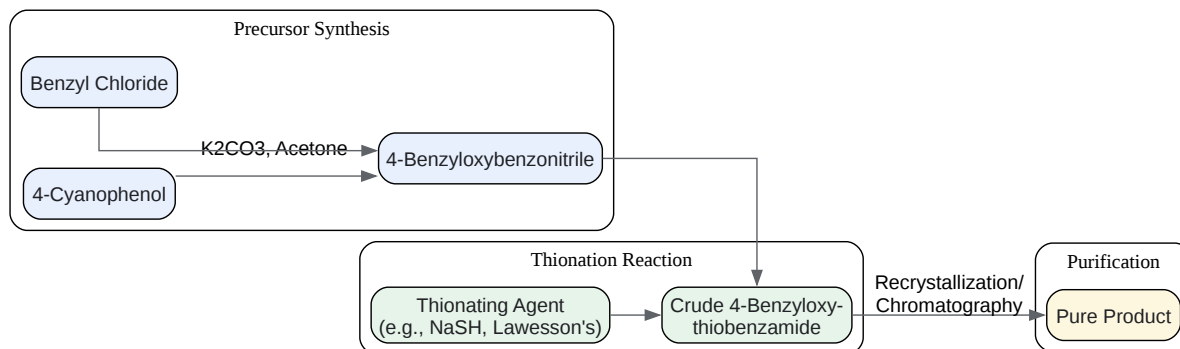 Precursor Synthesis
Benzyl Chloride
K2CO3, Acetone
4-Benzyloxybenzonitrile
4-Cyanophenol
Thionation Reaction
Thionating Agent
(e.g., NaSH, Lawesson's)
Crude 4-Benzyloxy-
thiobenzamide
Recrystallization/
Chromatography
Purification
Pure Product